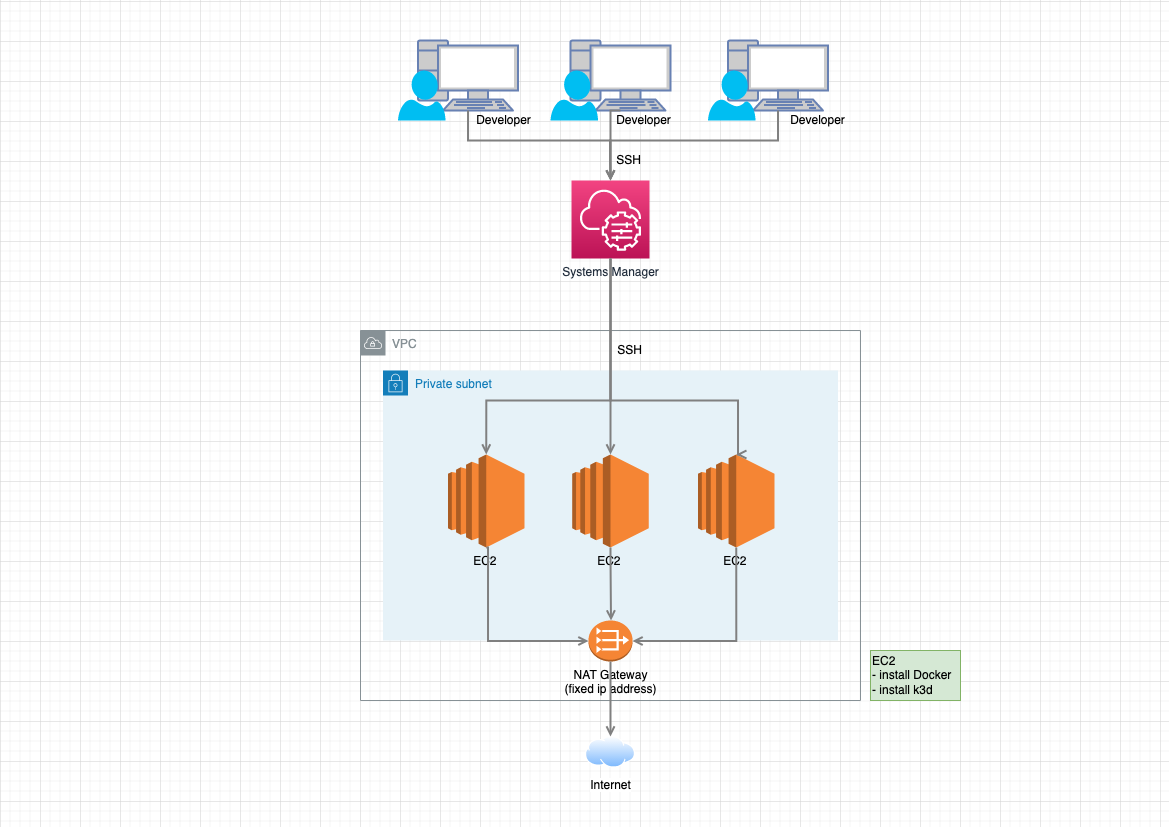 Developer
Developer
Developer
SSH
Systems Manager
VPC
SSH
Private subnet
EC2
EC2
EC2
NAT Gateway
(fixed ip address)
EC2
- install Docker
- install k3d
Internet